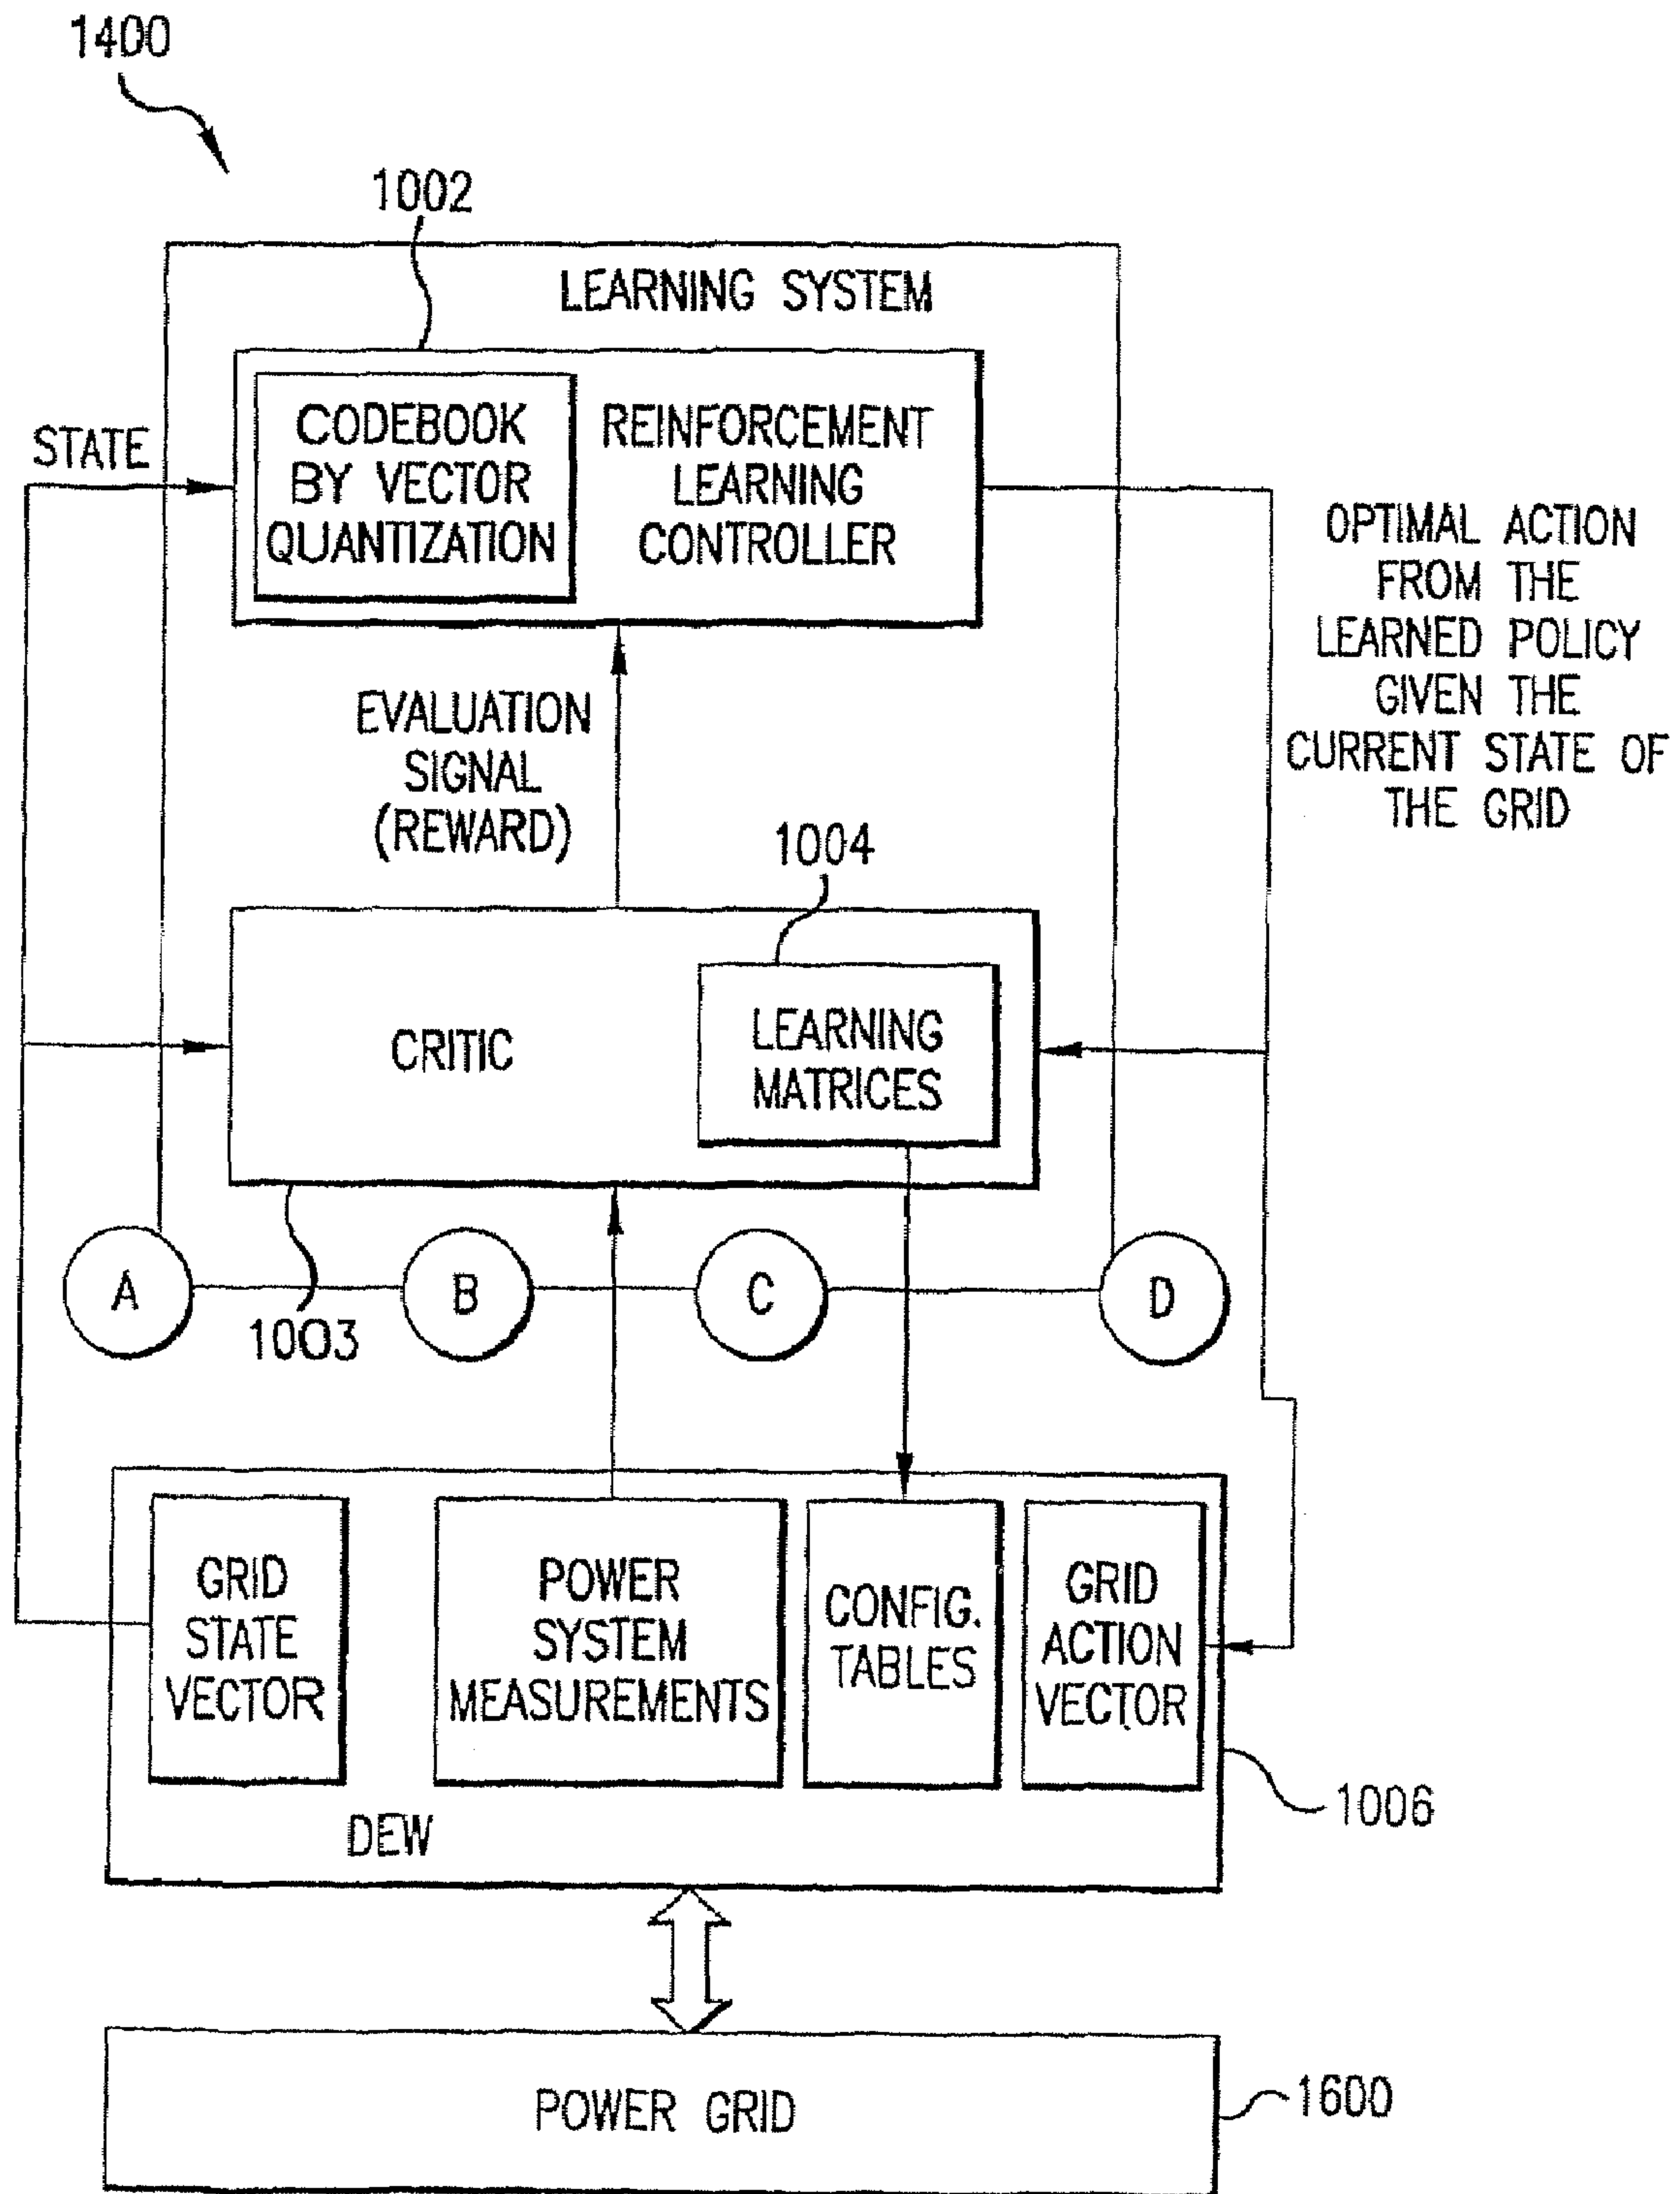 1400
1002
LEARNING SYSTEM
STATE
CODEBOOK
BY VECTOR
QUANTIZATION
REINFORCEMENT
LEARNING
CONTROLLER
OPTIMAL ACTION
FROM THE
LEARNED POLICY
GIVEN THE
CURRENT STATE OF
THE GRID
EVALUATION
SIGNAL
(REWARD)
1004
CRITIC
LEARNING
MATRICES
A
B
C
D
1003
GRID
STATE
VECTOR
POWER
SYSTEM
MEASUREMENTS
CONFIG.
TABLES
GRID
ACTION
VECTOR
1006
DEW
POWER GRID
1600